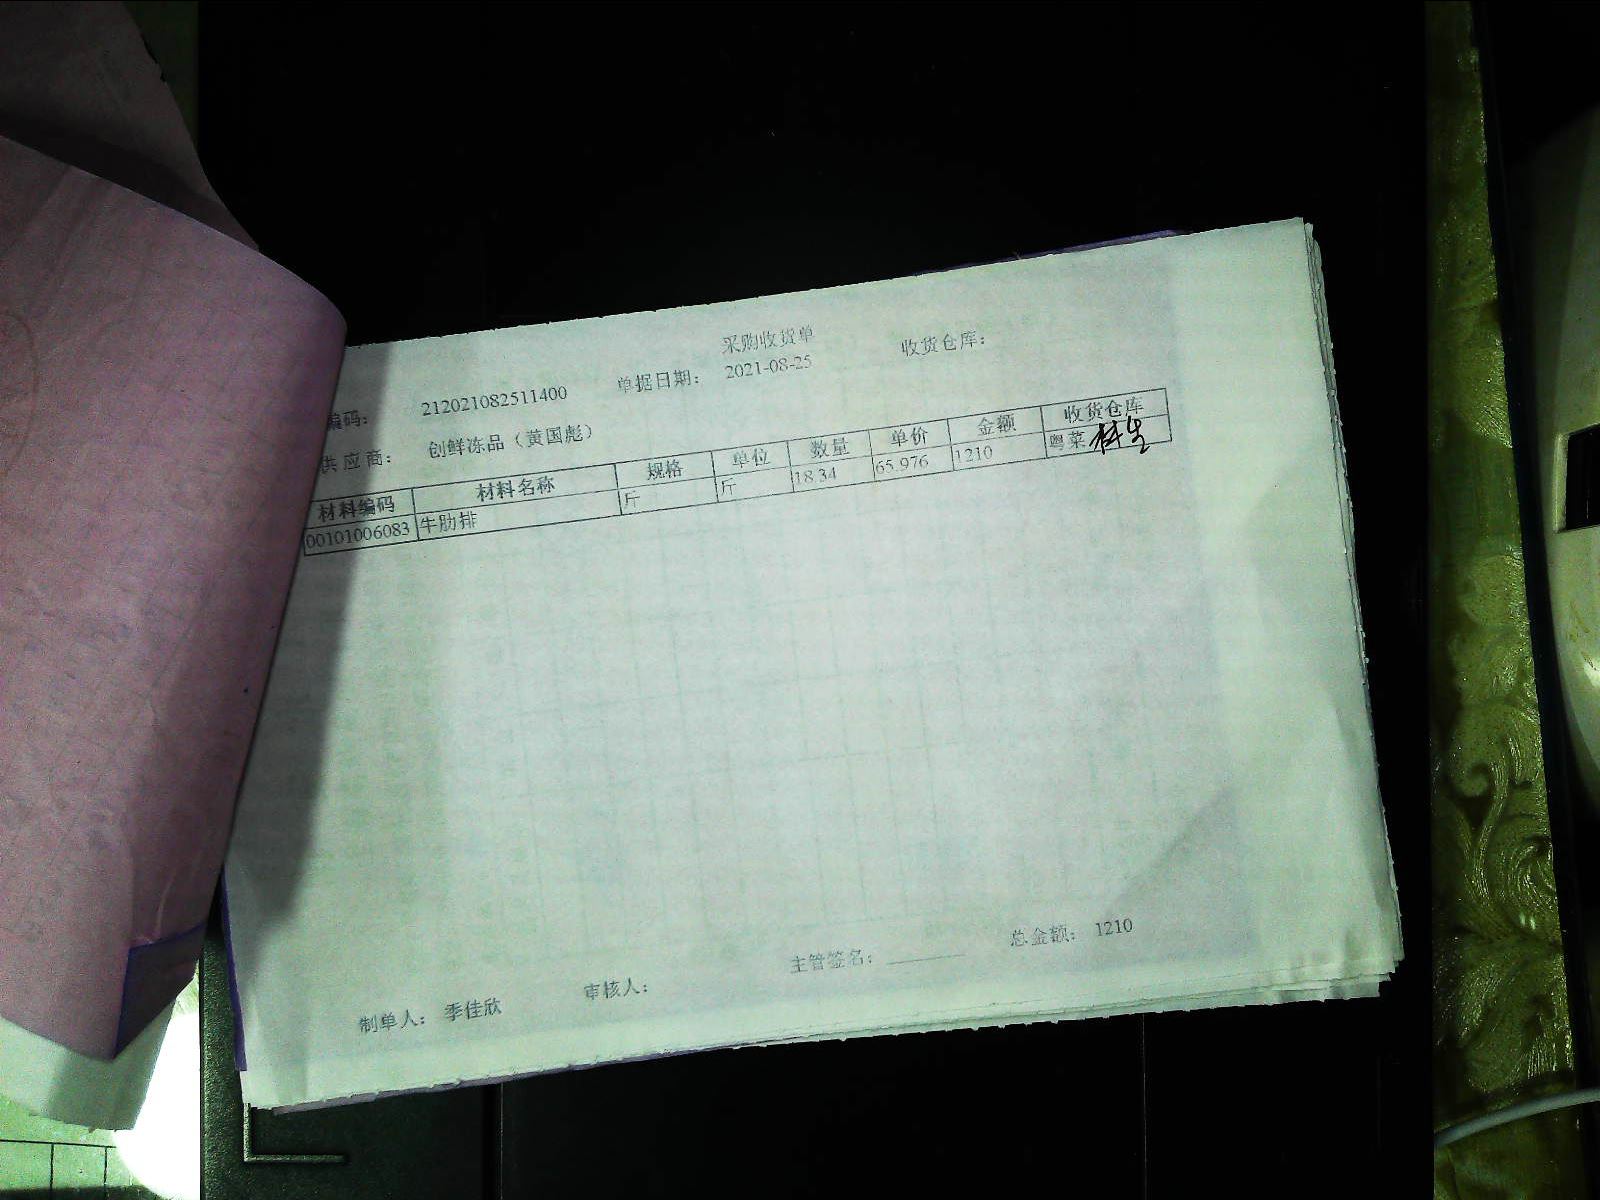 采购收货单
编码： 212021082511400 单据日期： 2021-08-25 收货仓库：
供应商： 创鲜冻品（黄国彪）
材料编码 材料名称 规格 单位 数量 单价 金额 收货仓库
00101006083 牛肋排 斤 斤 18.34 65.976 1210 粤菜
制单人： 季佳欣 审核人： 主管签名： 总金额： 1210